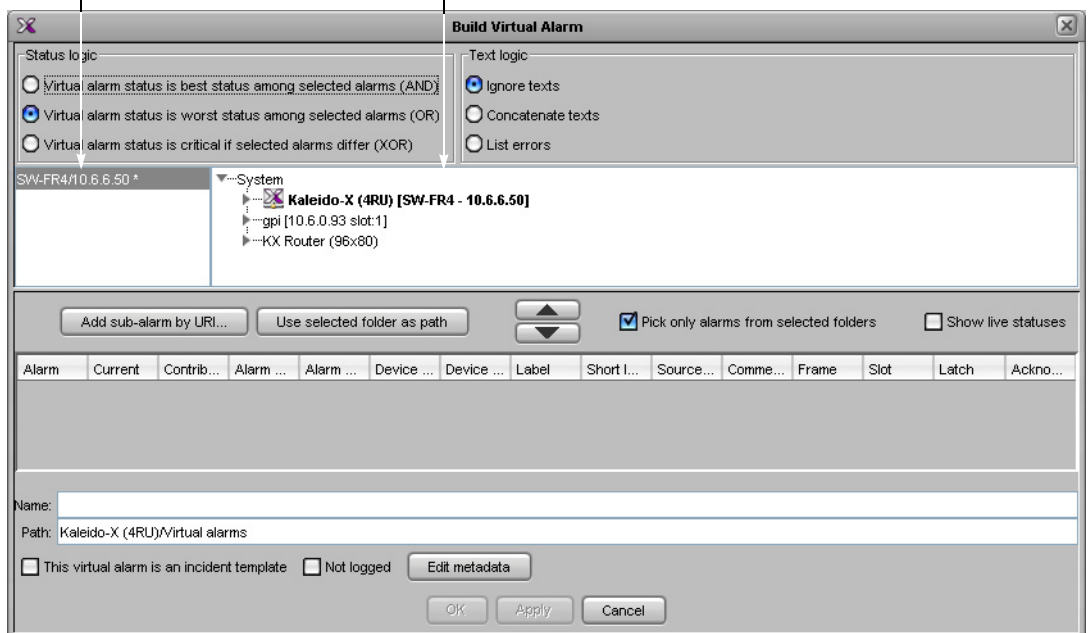 Build Virtual Alarm
Status logic
Virtual alarm status is best status among selected alarms (AND)
Virtual alarm status is worst status among selected alarms (OR)
Virtual alarm status is critical if selected alarms differ (XOR)
Text logic
Ignore texts
Concatenate texts
List errors
SW-FR4/10.6.6.50 *
System
Kaleido-X (4RU) [SW-FR4 - 10.6.6.50]
gpi [10.6.0.93 slot:1]
KX Router (96x80)
Add sub-alarm by URI... Use selected folder as path Pick only alarms from selected folders Show live statuses
Alarm Current Contrib... Alarm ... Alarm ... Device ... Device ... Label Short l... Source... Comme... Frame Slot Latch Ackno...
Name:
Path: Kaleido-X (4RU)/Virtual alarms
This virtual alarm is an incident template Not logged Edit metadata
OK Apply Cancel